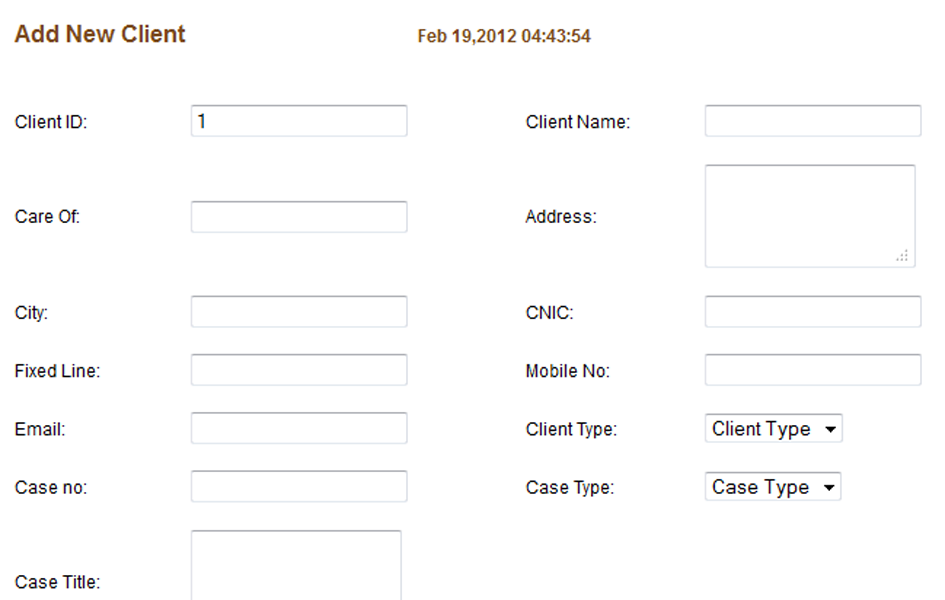 Add New Client Feb 19,2012 04:43:54
Client ID: 1 Client Name:
Care Of: Address:
City: CNIC:
Fixed Line: Mobile No:
Email: Client Type: Client Type
Case no: Case Type: Case Type
Case Title: